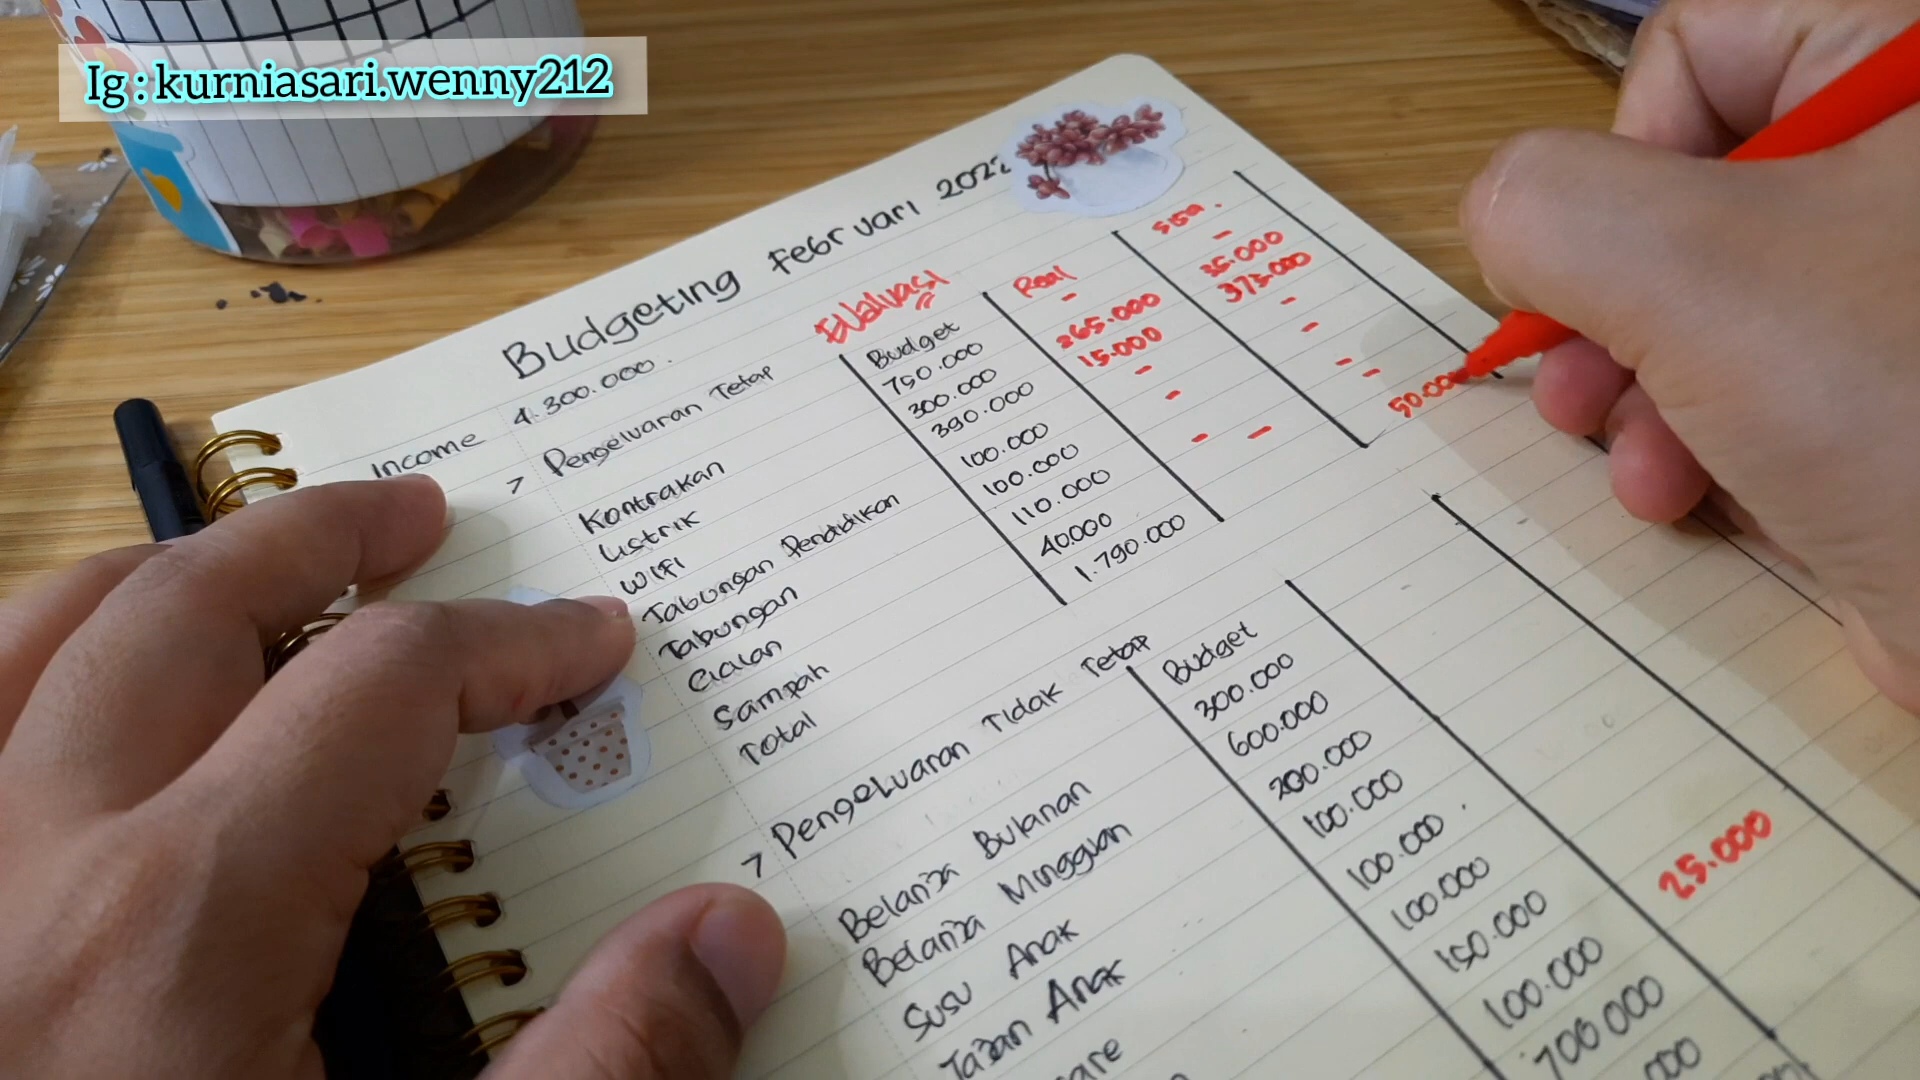 Ig : kurniasari.wenny212
Budgeting Februari 2022
Income 4.300.000.
Evaluasi
> Pengeluaran Tetap Budget Real Sisa.
Kontrakan 750.000 - -
Listrik 300.000 265.000 35.000
Wifi 390.000 15.000 375.000
Tabungan Pendidikan 100.000 - -
Tabungan 100.000 - -
Cicilan 110.000 - -
Sampah 40.000 - -
Total 1.790.000
> Pengeluaran Tidak Tetap Budget
Belanja Bulanan 300.000
Belanja Mingguan 600.000
Susu Anak 200.000
Jajan Anak 100.000
100.000.
100.000
150.000
25.000
100.000
700.000